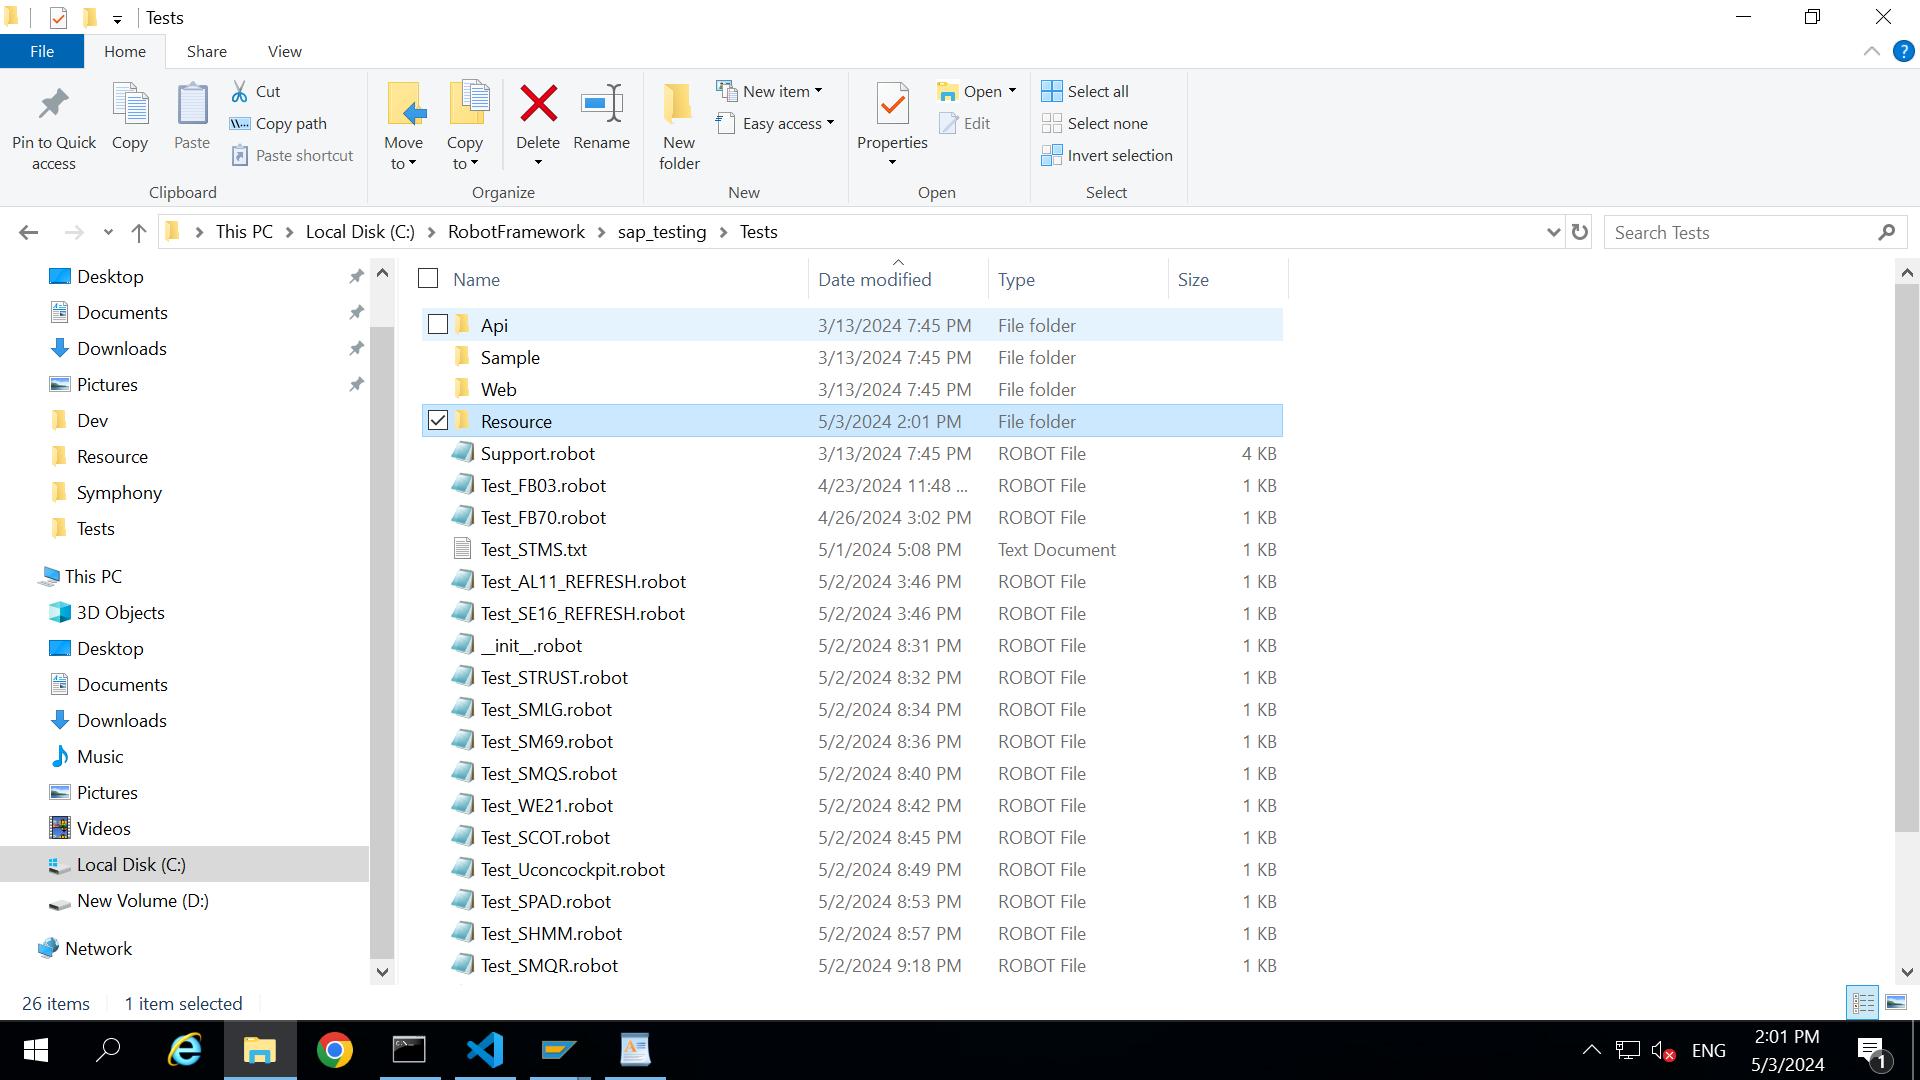 Tests
File
Home
Share
View
Pin to Quick access
Copy
Paste
Cut
Copy path
Paste shortcut
Clipboard
Move to
Copy to
Delete
Rename
Organize
New folder
New item
Easy access
New
Properties
Open
Edit
Open
Select all
Select none
Invert selection
Select
This PC
Local Disk (C:)
RobotFramework
sap_testing
Tests
Search Tests
Desktop
Documents
Downloads
Pictures
Dev
Resource
Symphony
Tests
This PC
3D Objects
Desktop
Documents
Downloads
Music
Pictures
Videos
Local Disk (C:)
New Volume (D:)
Network
Name Date modified Type Size
Api 3/13/2024 7:45 PM File folder
Sample 3/13/2024 7:45 PM File folder
Web 3/13/2024 7:45 PM File folder
Resource 5/3/2024 2:01 PM File folder
Support.robot 3/13/2024 7:45 PM ROBOT File 4 KB
Test_FB03.robot 4/23/2024 11:48 ... ROBOT File 1 KB
Test_FB70.robot 4/26/2024 3:02 PM ROBOT File 1 KB
Test_STMS.txt 5/1/2024 5:08 PM Text Document 1 KB
Test_AL11_REFRESH.robot 5/2/2024 3:46 PM ROBOT File 1 KB
Test_SE16_REFRESH.robot 5/2/2024 3:46 PM ROBOT File 1 KB
__init__.robot 5/2/2024 8:31 PM ROBOT File 1 KB
Test_STRUST.robot 5/2/2024 8:32 PM ROBOT File 1 KB
Test_SMLG.robot 5/2/2024 8:34 PM ROBOT File 1 KB
Test_SM69.robot 5/2/2024 8:36 PM ROBOT File 1 KB
Test_SMQS.robot 5/2/2024 8:40 PM ROBOT File 1 KB
Test_WE21.robot 5/2/2024 8:42 PM ROBOT File 1 KB
Test_SCOT.robot 5/2/2024 8:45 PM ROBOT File 1 KB
Test_Uconcockpit.robot 5/2/2024 8:49 PM ROBOT File 1 KB
Test_SPAD.robot 5/2/2024 8:53 PM ROBOT File 1 KB
Test_SHMM.robot 5/2/2024 8:57 PM ROBOT File 1 KB
Test_SMQR.robot 5/2/2024 9:18 PM ROBOT File 1 KB
26 items 1 item selected
ENG
2:01 PM
5/3/2024
1